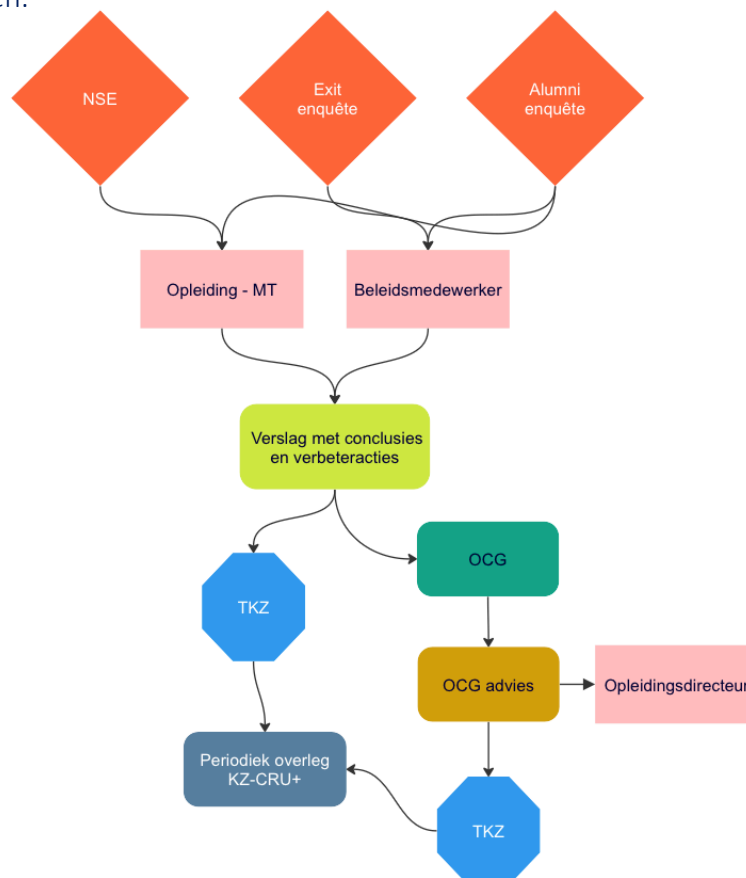 NSE
Exit
enquête
Alumni
enquête
Opleiding - MT
Beleidsmedewerker
Verslag met conclusies
en verbeteracties
OCG
TKZ
OCG advies
Opleidingsdirecteur
Periodiek overleg
KZ-CRU+
TKZ